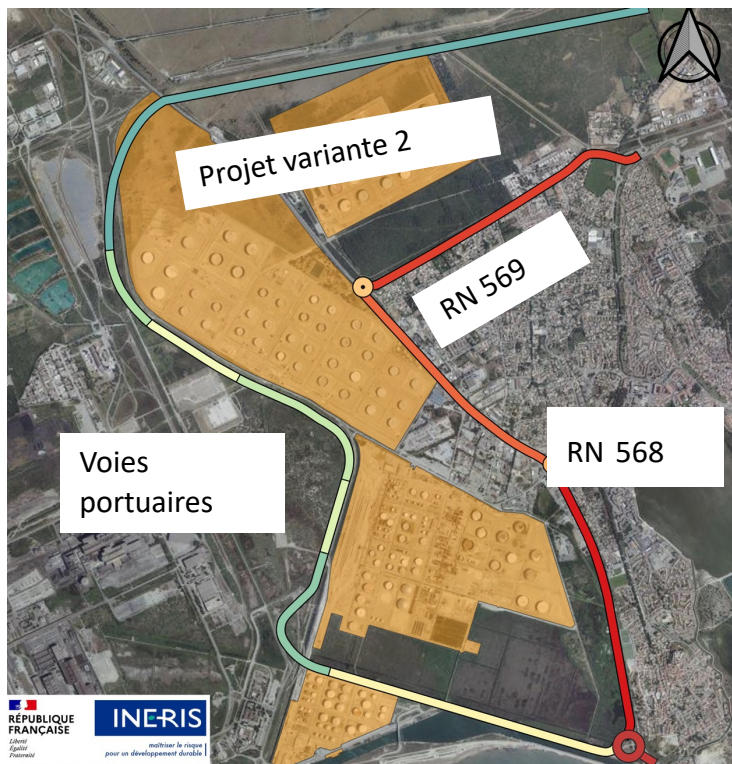 Projet variante 2
RN 569
RN 568
Voies
portuaires
RÉPUBLIQUE
FRANÇAISE
Liberté
Égalité
Fraternité
INERIS
maîtriser le risque
pour un développement durable